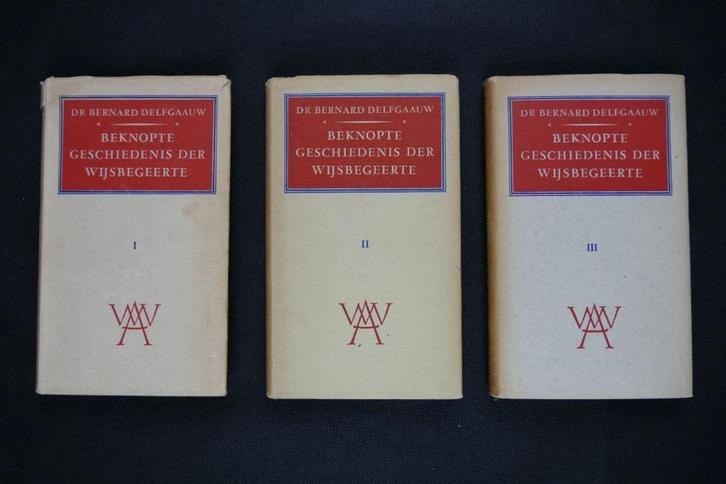 DR BERNARD DELFGAAUW
BEKNOPTE
GESCHIEDENIS DER
WIJSBEGEERTE
I
DR BERNARD DELFGAAUW
BEKNOPTE
GESCHIEDENIS DER
WIJSBEGEERTE
II
DR BERNARD DELFGAAUW
BEKNOPTE
GESCHIEDENIS DER
WIJSBEGEERTE
III